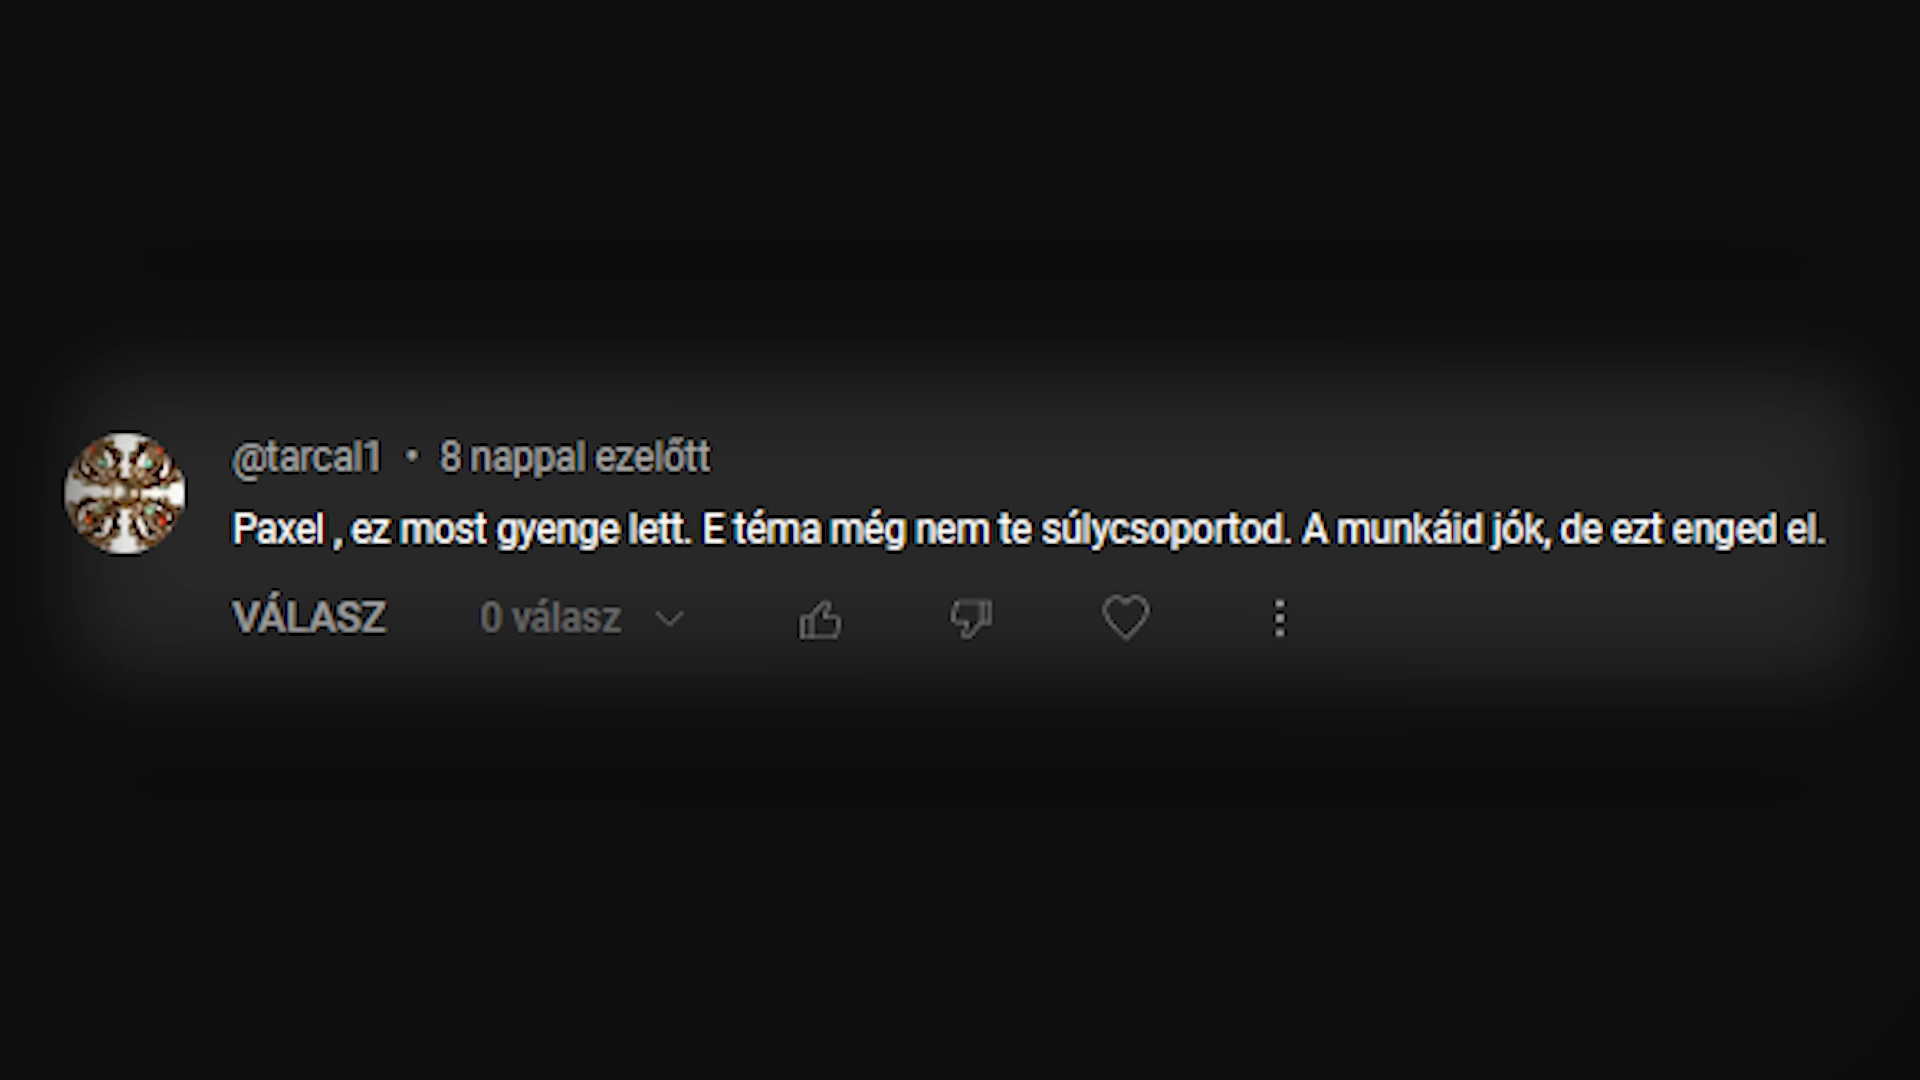 @tarcal1 • 8 nappal ezelőtt
Paxel , ez most gyenge lett. E téma még nem te súlycsoportod. A munkáid jók, de ezt enged el.
VÁLASZ 0 válasz